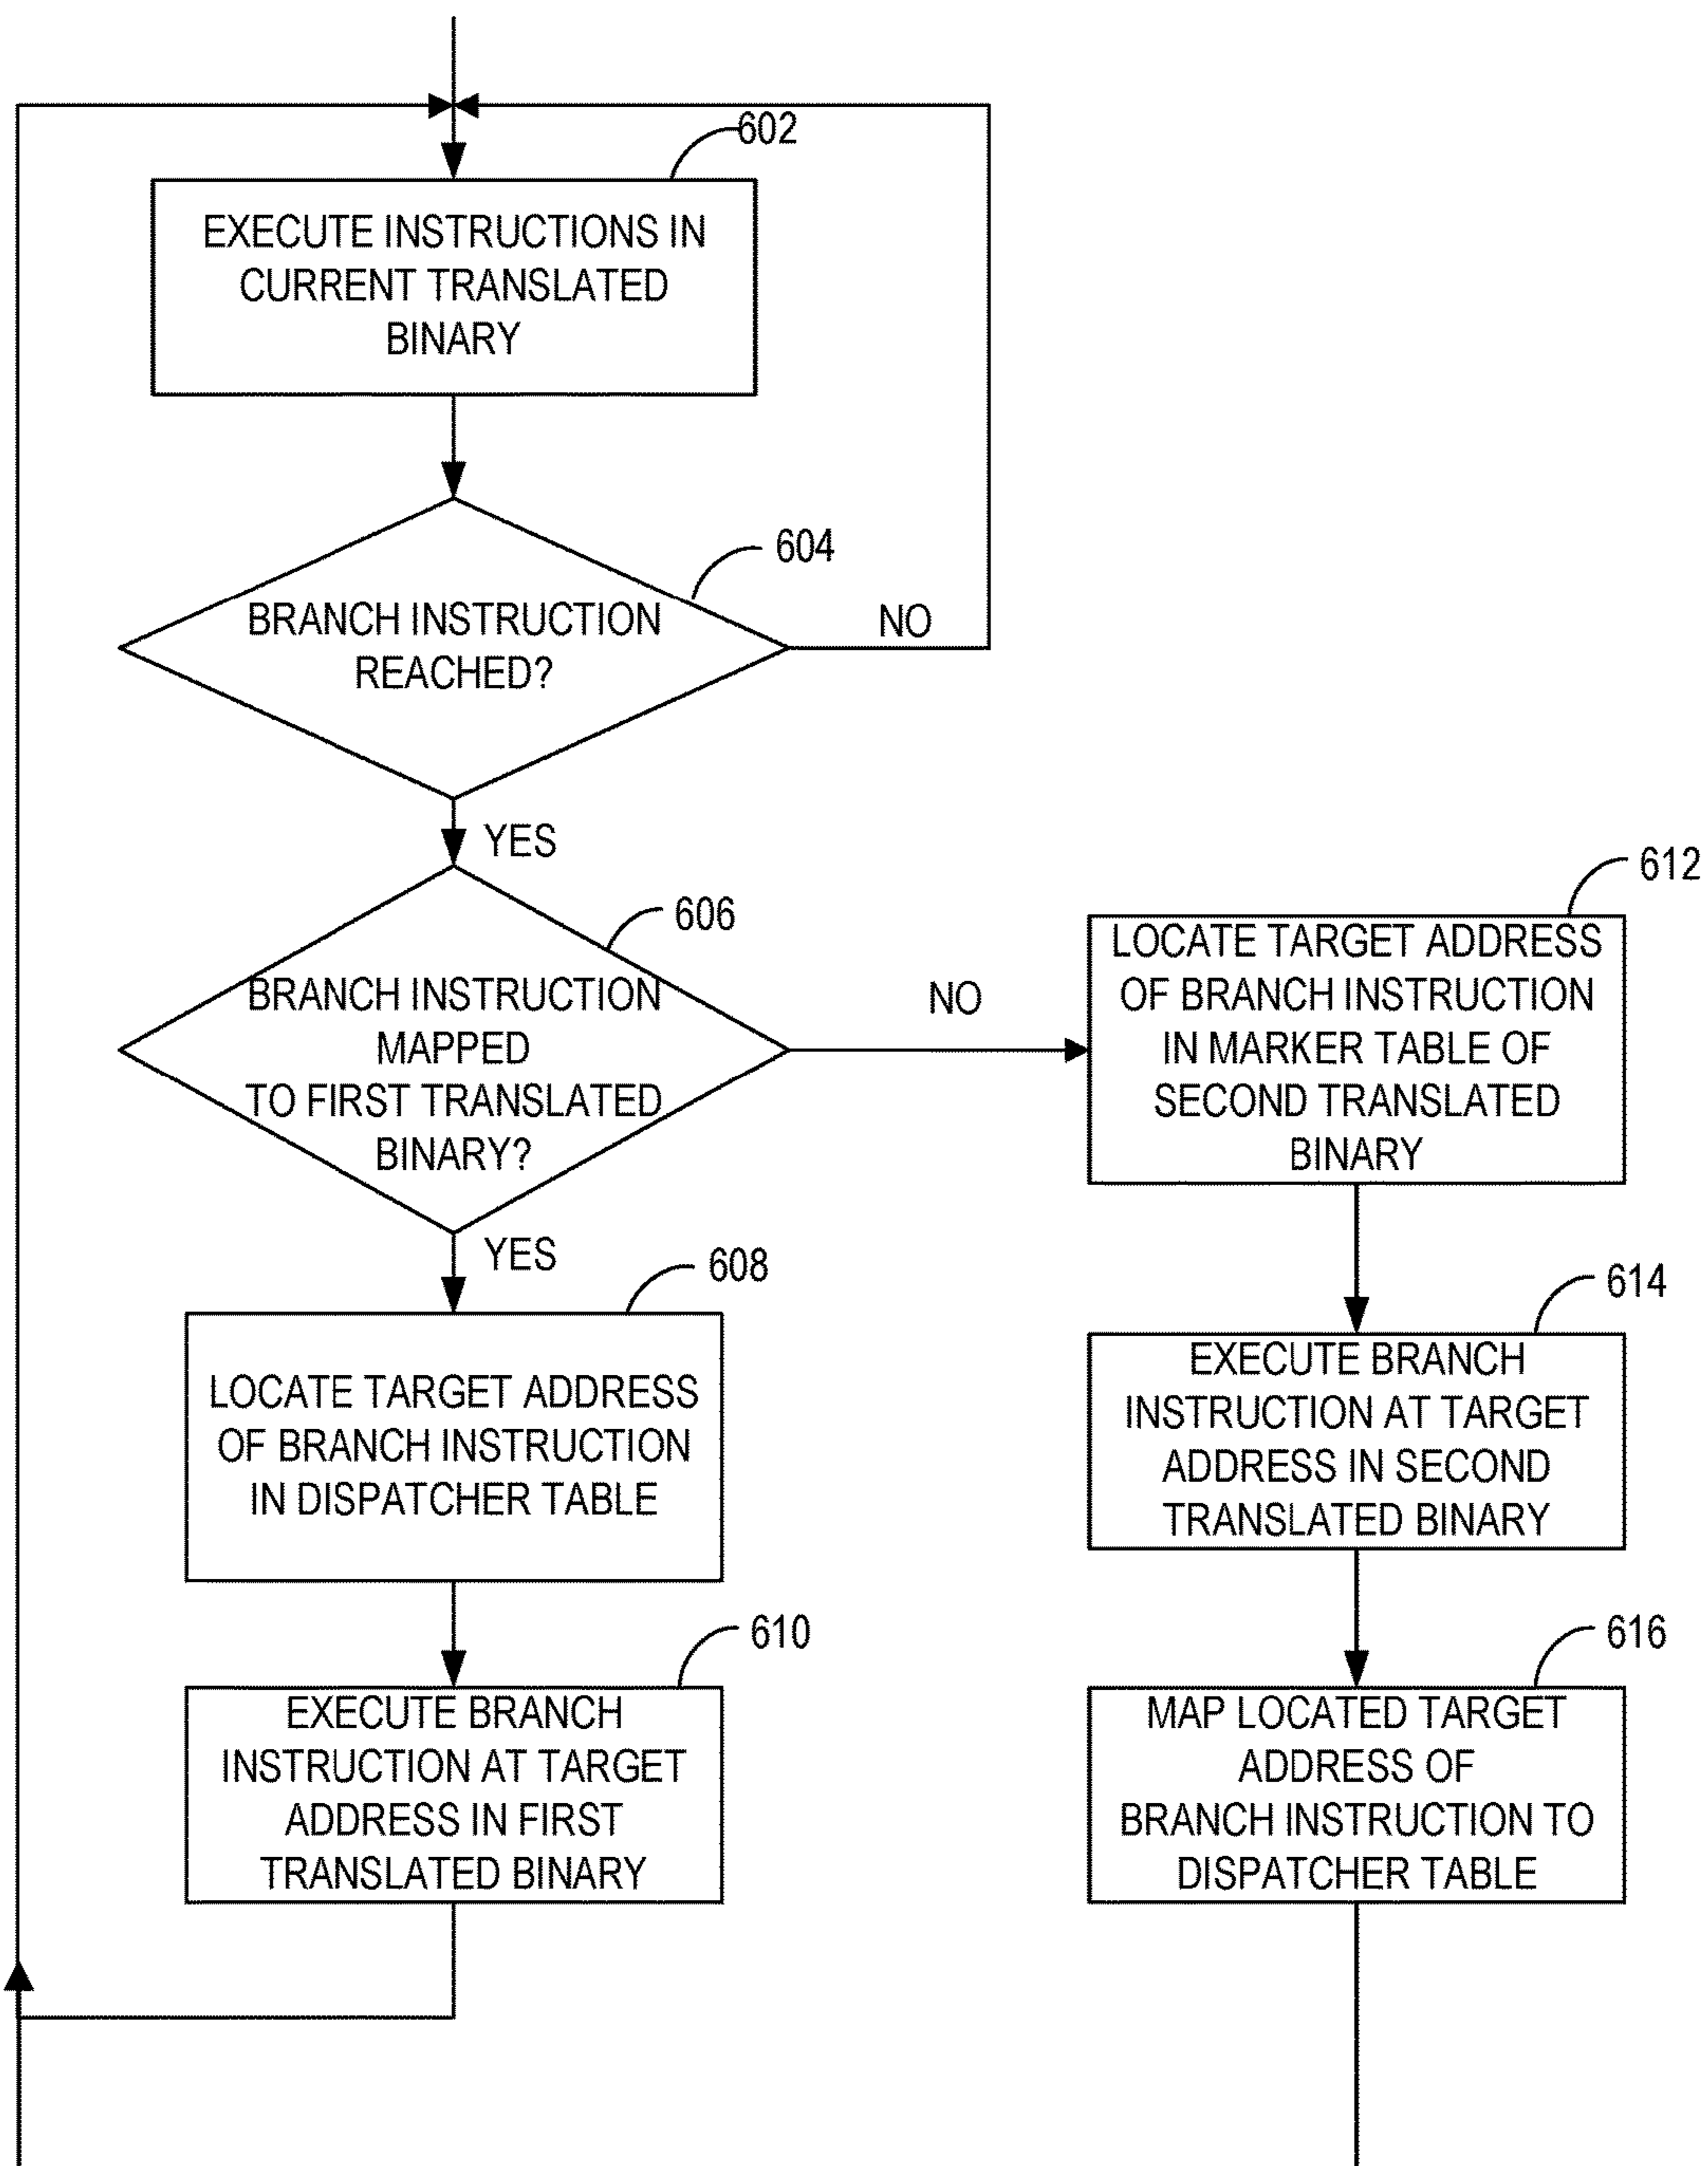 602
EXECUTE INSTRUCTIONS IN
CURRENT TRANSLATED
BINARY
604
BRANCH INSTRUCTION
REACHED?
NO
YES
606
BRANCH INSTRUCTION
MAPPED
TO FIRST TRANSLATED
BINARY?
NO
YES
608
LOCATE TARGET ADDRESS
OF BRANCH INSTRUCTION
IN DISPATCHER TABLE
610
EXECUTE BRANCH
INSTRUCTION AT TARGET
ADDRESS IN FIRST
TRANSLATED BINARY
612
LOCATE TARGET ADDRESS
OF BRANCH INSTRUCTION
IN MARKER TABLE OF
SECOND TRANSLATED
BINARY
614
EXECUTE BRANCH
INSTRUCTION AT TARGET
ADDRESS IN SECOND
TRANSLATED BINARY
616
MAP LOCATED TARGET
ADDRESS OF
BRANCH INSTRUCTION TO
DISPATCHER TABLE